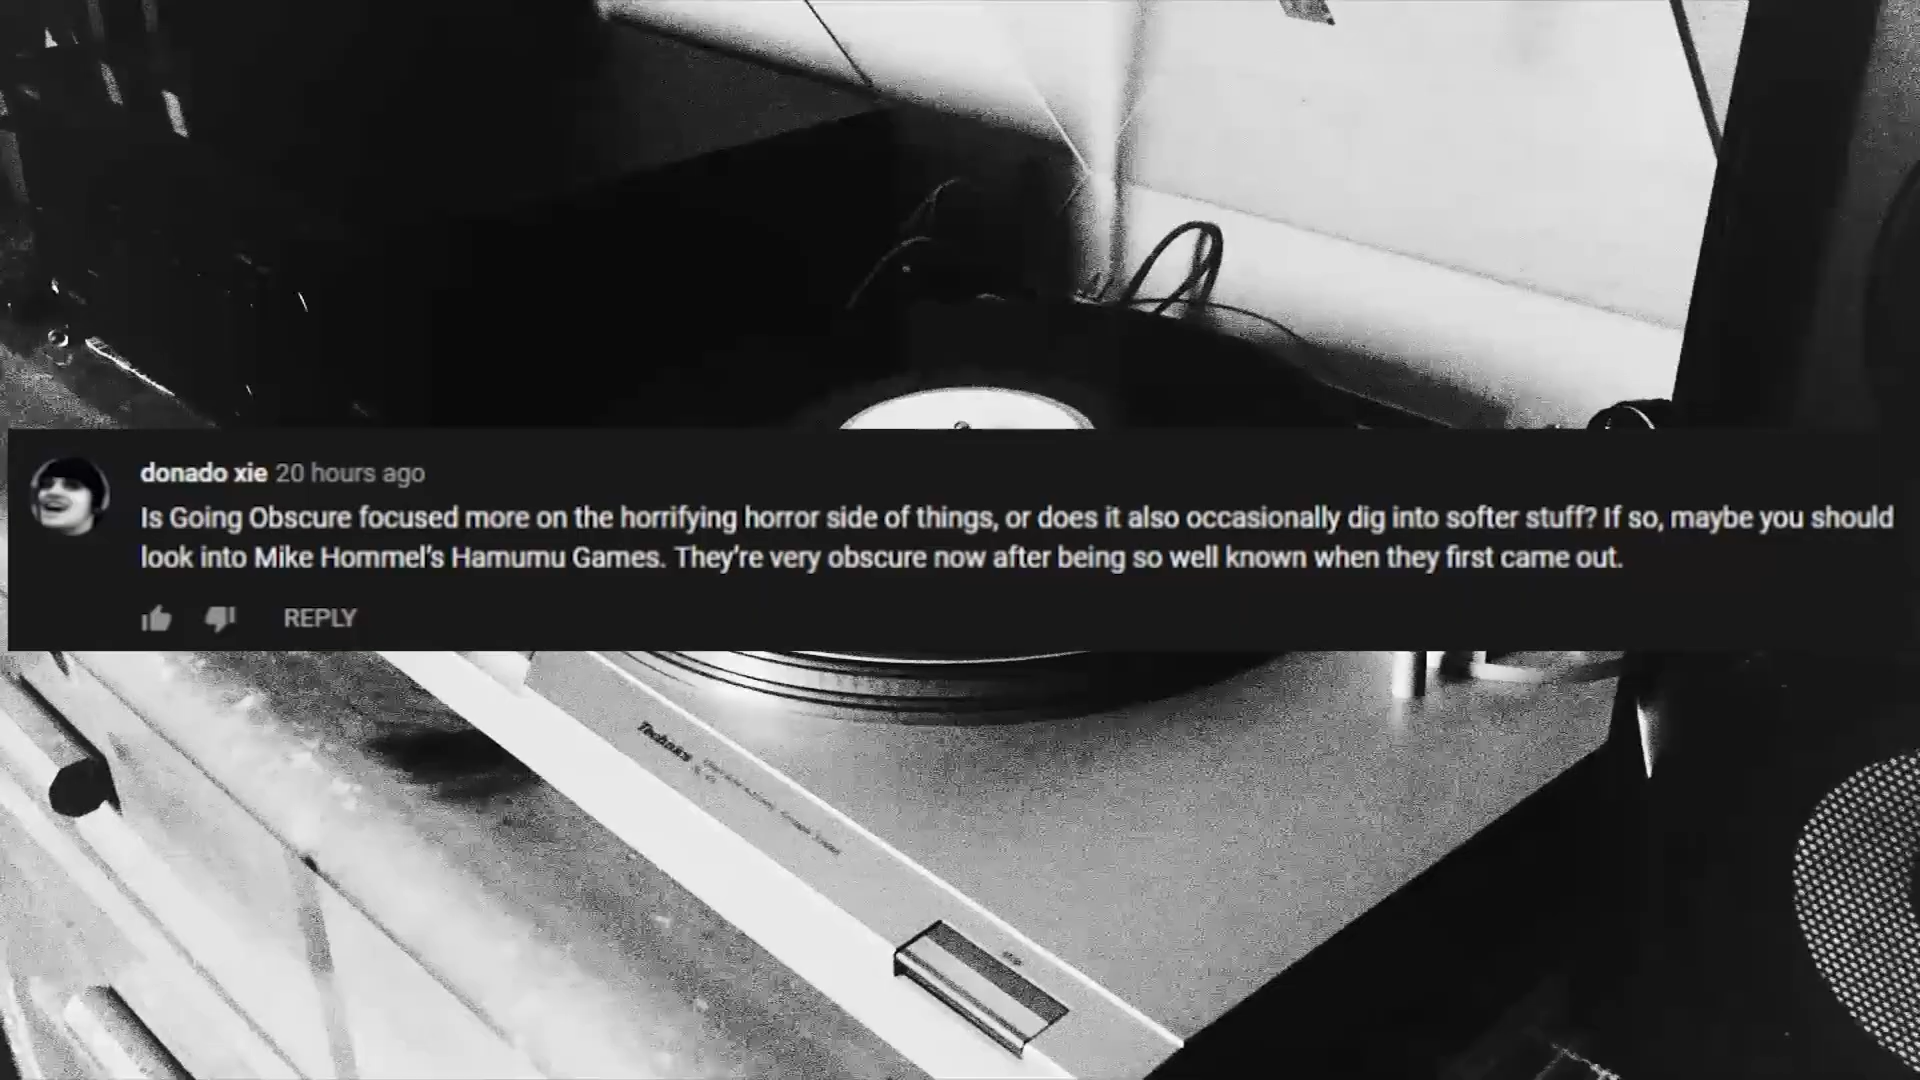 donado xie 20 hours ago
Is Going Obscure focused more on the horrifying horror side of things, or does it also occasionally dig into softer stuff? If so, maybe you should
look into Mike Hommel's Hamumu Games. They're very obscure now after being so well known when they first came out.
REPLY
Technics